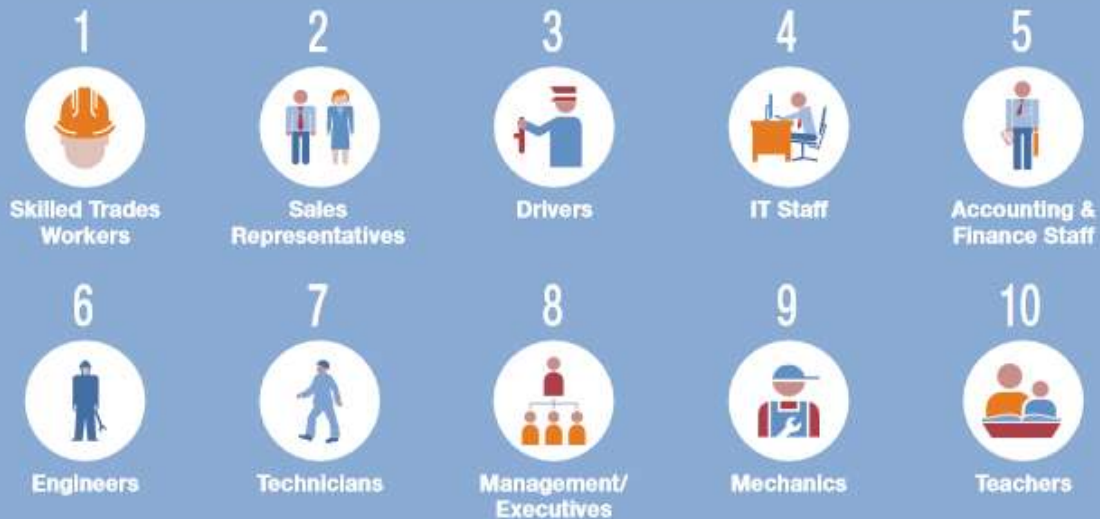 1
2
3
4
5
Skilled Trades
Workers
Sales
Representatives
Drivers
IT Staff
Accounting &
Finance Staff
6
7
8
9
10
Engineers
Technicians
Management/
Executives
Mechanics
Teachers